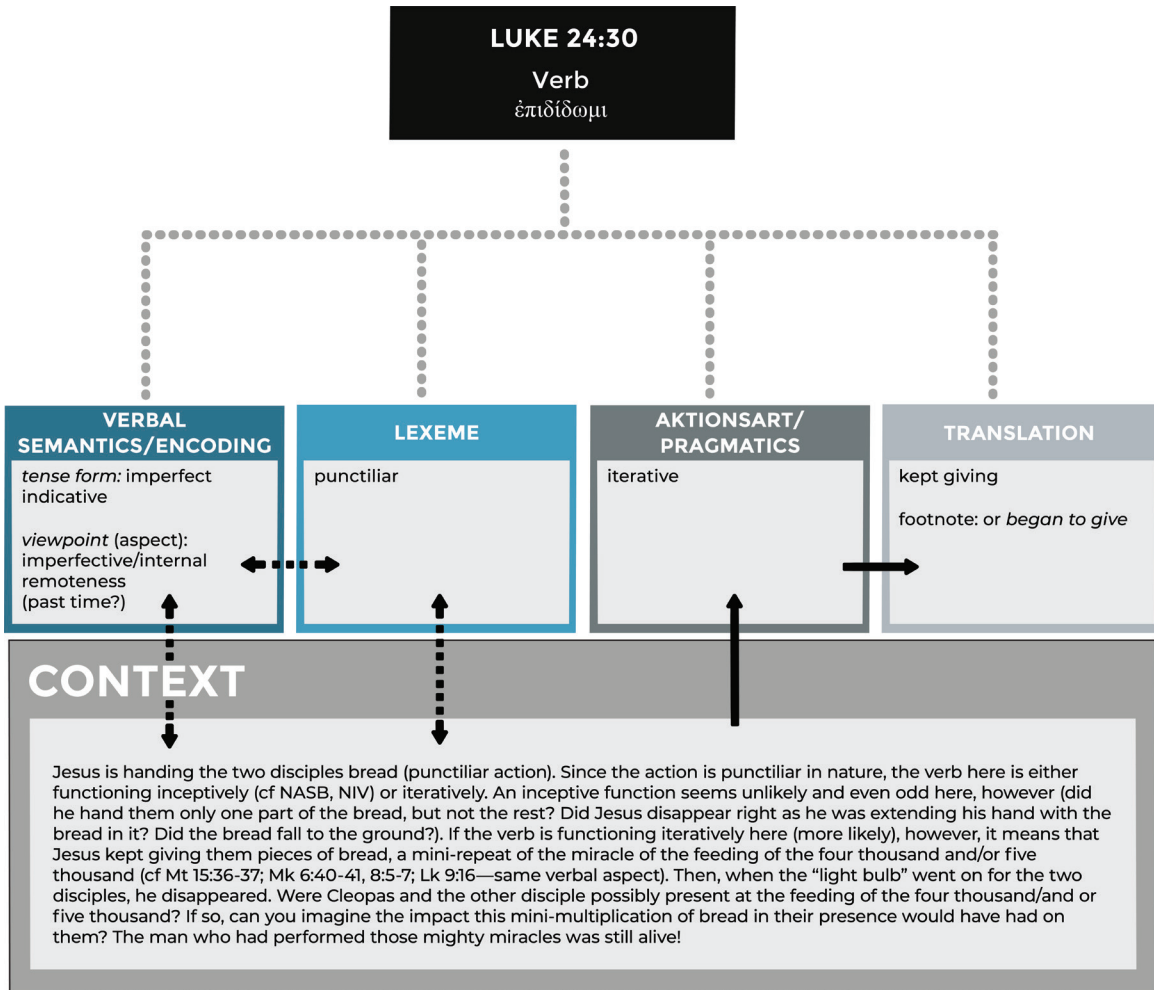 LUKE 24:30
Verb
ἐπιδίδωμι
VERBAL
SEMANTICS/ENCODING
tense form: imperfect
indicative
viewpoint (aspect):
imperfective/internal
remoteness
(past time?)
LEXEME
punctiliar
AKTIONSART/
PRAGMATICS
iterative
TRANSLATION
kept giving
footnote: or began to give
CONTEXT
Jesus is handing the two disciples bread (punctiliar action). Since the action is punctiliar in nature, the verb here is either
functioning inceptively (cf NASB, NIV) or iteratively. An inceptive function seems unlikely and even odd here, however (did
he hand them only one part of the bread, but not the rest? Did Jesus disappear right as he was extending his hand with the
bread in it? Did the bread fall to the ground?). If the verb is functioning iteratively here (more likely), however, it means that
Jesus kept giving them pieces of bread, a mini-repeat of the miracle of the feeding of the four thousand and/or five
thousand (cf Mt 15:36-37; Mk 6:40-41, 8:5-7; Lk 9:16—same verbal aspect). Then, when the “light bulb” went on for the two
disciples, he disappeared. Were Cleopas and the other disciple possibly present at the feeding of the four thousand/and or
five thousand? If so, can you imagine the impact this mini-multiplication of bread in their presence would have had on
them? The man who had performed those mighty miracles was still alive!